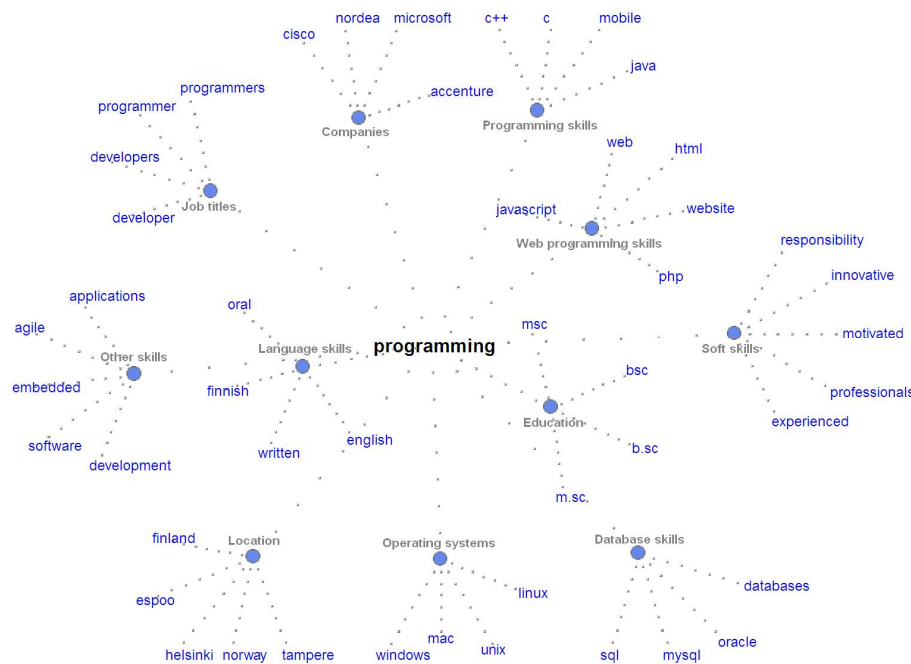 nordea
microsoft
cisco
accenture
Companies
c++
c
mobile
java
Programming skills
programmers
programmer
developers
developer
Job titles
web
html
javascript
website
Web programming skills
php
responsibility
innovative
motivated
Soft skills
professionals
experienced
applications
agile
Other skills
embedded
software
development
oral
Language skills
finnish
written
english
programming
msc
bsc
Education
b.sc
m.sc
finland
Location
espoo
helsinki
norway
tampere
Operating systems
linux
windows
mac
unix
Database skills
databases
oracle
sql
mysql